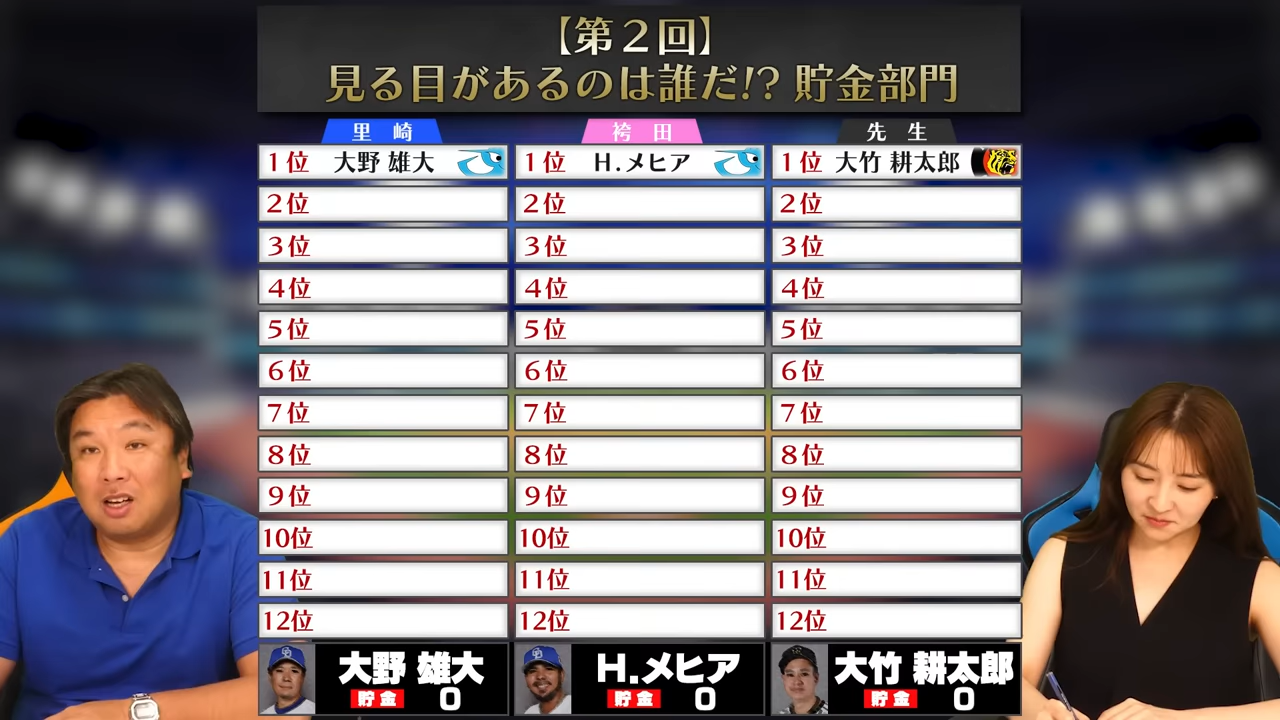 【第2回】
見る目があるのは誰だ!? 貯金部門
里崎 袴田 先生
1位 大野 雄大 1位 H.メヒア 1位 大竹 耕太郎
2位 2位 2位
3位 3位 3位
4位 4位 4位
5位 5位 5位
6位 6位 6位
7位 7位 7位
8位 8位 8位
9位 9位 9位
10位 10位 10位
11位 11位 11位
12位 12位 12位
大野 雄大 H.メヒア 大竹 耕太郎
貯金 0 貯金 0 貯金 0